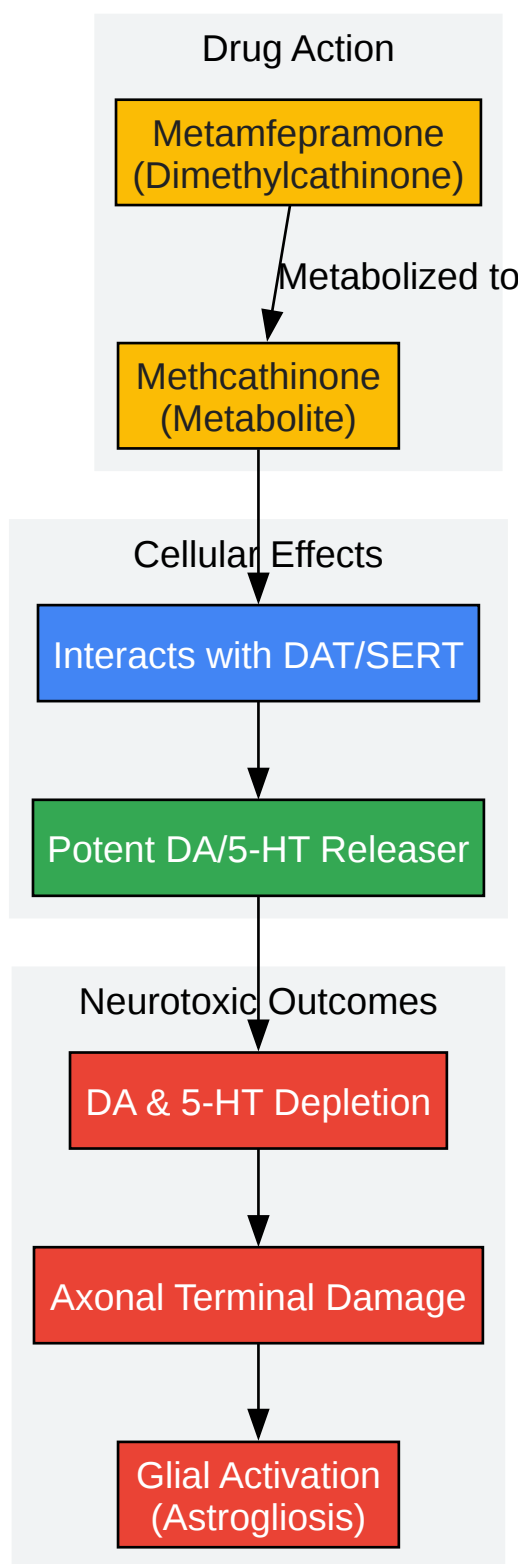 Drug Action
Metamfepramone
(Dimethylcathinone)
Metabolized to
Methcathinone
(Metabolite)
Cellular Effects
Interacts with DAT/SERT
Potent DA/5-HT Releaser
Neurotoxic Outcomes
DA & 5-HT Depletion
Axonal Terminal Damage
Glial Activation
(Astrogliosis)